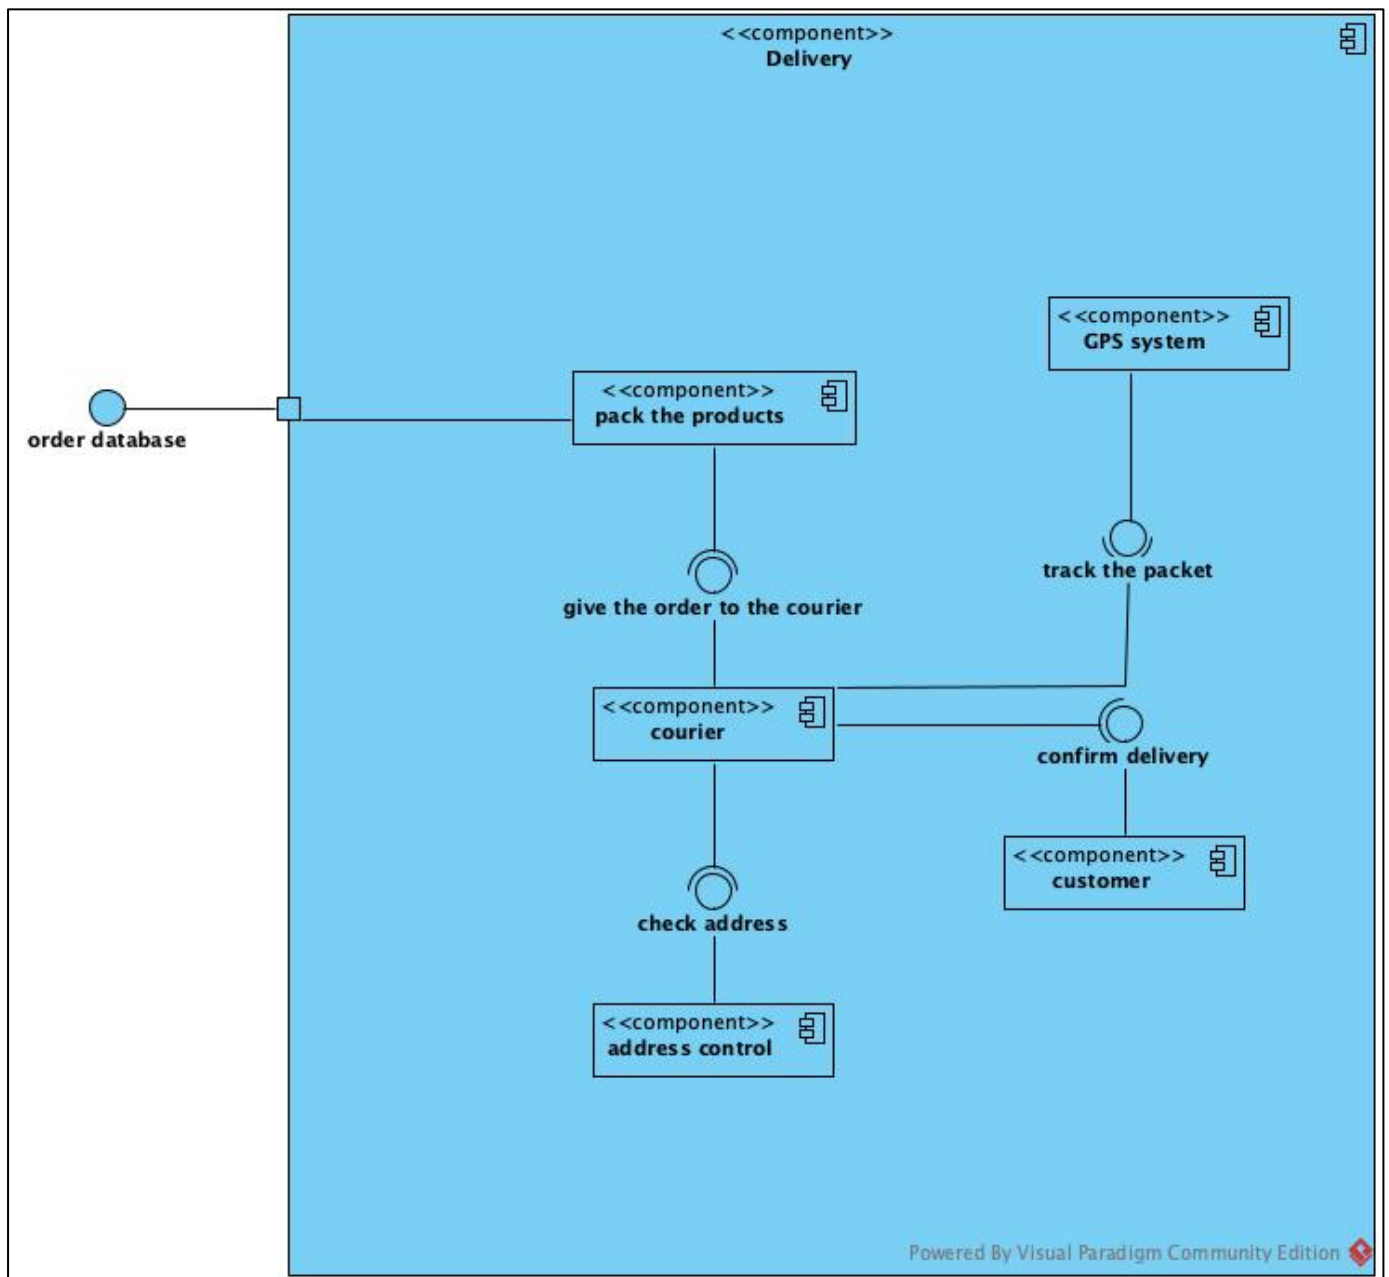 <<component>>
Delivery
<<component>>
GPS system
<<component>>
pack the products
order database
track the packet
give the order to the courier
<<component>>
courier
confirm delivery
<<component>>
customer
check address
<<component>>
address control
Powered By Visual Paradigm Community Edition